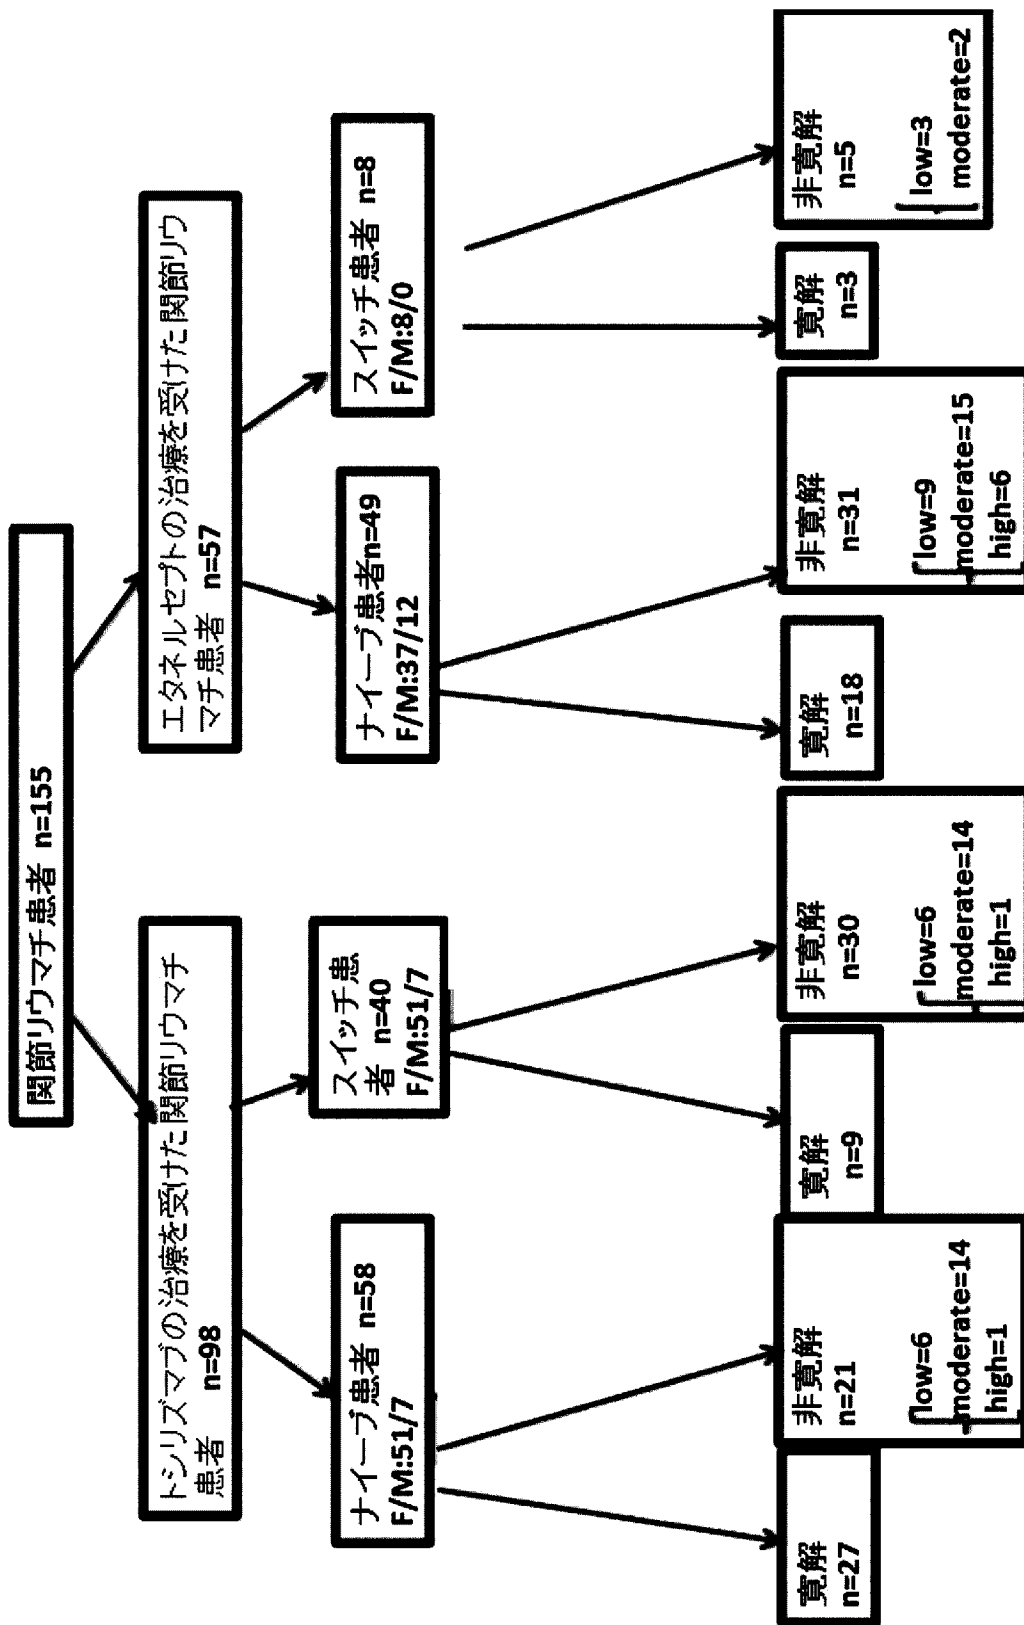 関節リウマチ患者 n=155
トシリズマブの治療を受けた関節リウマチ
患者 n=98
エタネルセプトの治療を受けた関節リウ
マチ患者 n=57
ナイーブ患者 n=58
F/M:51/7
スイッチ患
者 n=40
F/M:51/7
ナイーブ患者n=49
F/M:37/12
スイッチ患者 n=8
F/M:8/0
寛解
n=27
非寛解
n=21
low=6
moderate=14
high=1
寛解
n=9
非寛解
n=30
low=6
moderate=14
high=1
寛解
n=18
非寛解
n=31
low=9
moderate=15
high=6
寛解
n=3
非寛解
n=5
low=3
moderate=2